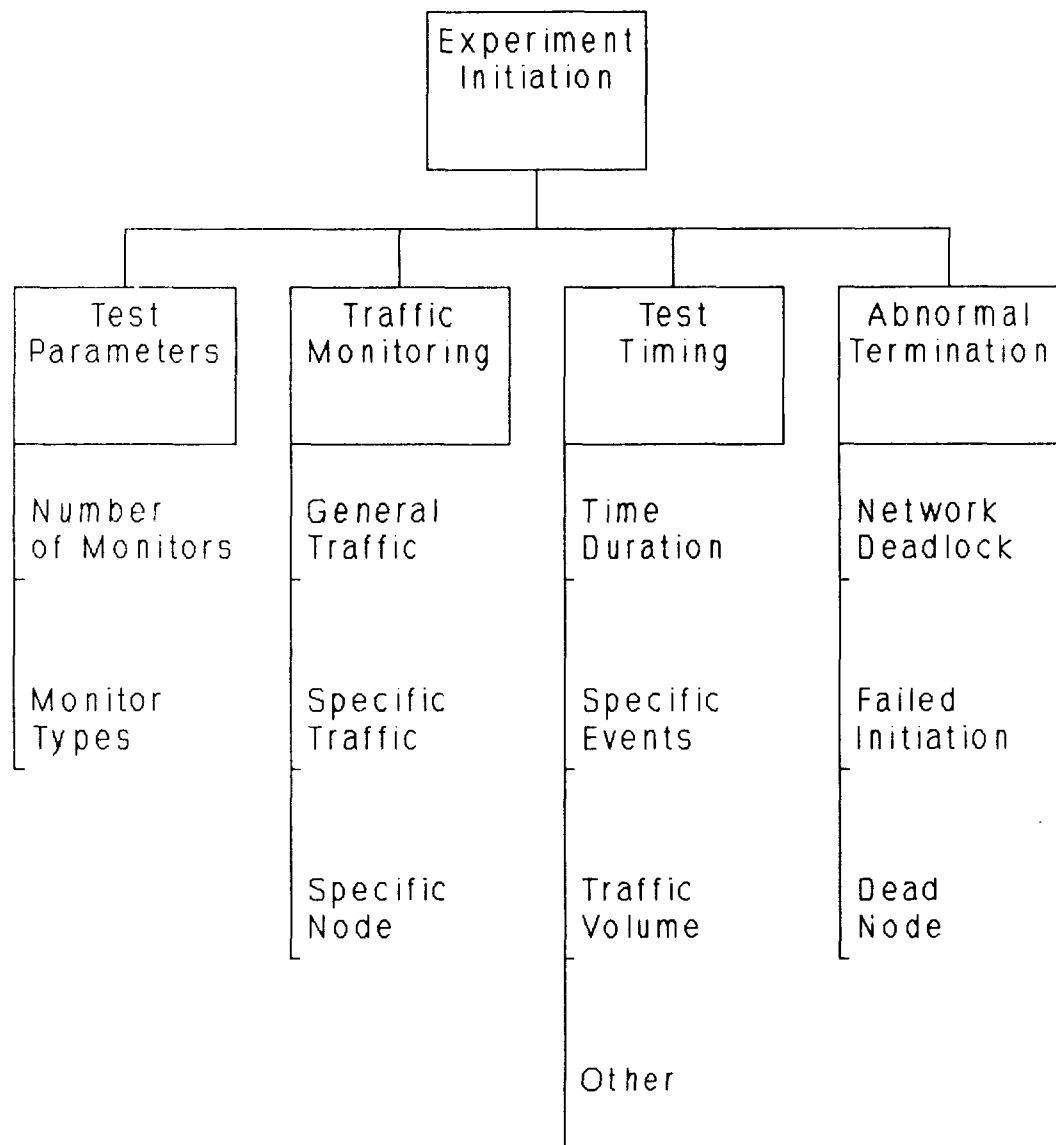 Experiment
Initiation
Test
Parameters
Traffic
Monitoring
Test
Timing
Abnormal
Termination
Number
of Monitors
General
Traffic
Time
Duration
Network
Deadlock
Monitor
Types
Specific
Traffic
Specific
Events
Failed
Initiation
Specific
Node
Traffic
Volume
Dead
Node
Other